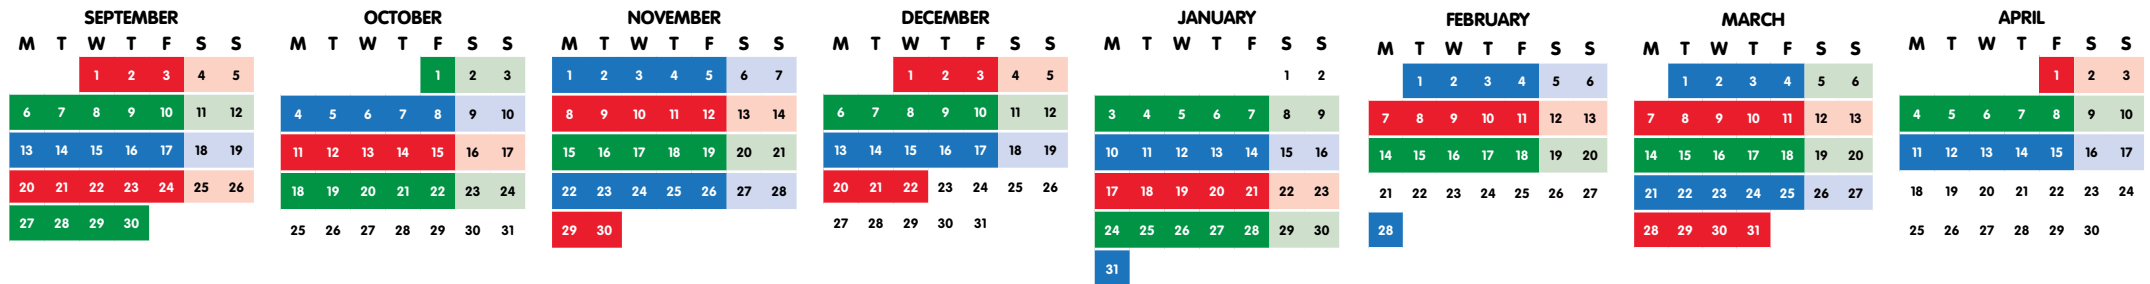 SEPTEMBER
M T W T F S S
1 2 3 4 5
6 7 8 9 10 11 12
13 14 15 16 17 18 19
20 21 22 23 24 25 26
27 28 29 30
OCTOBER
M T W T F S S
1 2 3
4 5 6 7 8 9 10
11 12 13 14 15 16 17
18 19 20 21 22 23 24
25 26 27 28 29 30 31
NOVEMBER
M T W T F S S
1 2 3 4 5 6 7
8 9 10 11 12 13 14
15 16 17 18 19 20 21
22 23 24 25 26 27 28
29 30
DECEMBER
M T W T F S S
1 2 3 4 5
6 7 8 9 10 11 12
13 14 15 16 17 18 19
20 21 22 23 24 25 26
27 28 29 30 31
JANUARY
M T W T F S S
1 2
3 4 5 6 7 8 9
10 11 12 13 14 15 16
17 18 19 20 21 22 23
24 25 26 27 28 29 30
31
FEBRUARY
M T W T F S S
1 2 3 4 5 6
7 8 9 10 11 12 13
14 15 16 17 18 19 20
21 22 23 24 25 26 27
28
MARCH
M T W T F S S
1 2 3 4 5 6
7 8 9 10 11 12 13
14 15 16 17 18 19 20
21 22 23 24 25 26 27
28 29 30 31
APRIL
M T W T F S S
1 2 3
4 5 6 7 8 9 10
11 12 13 14 15 16 17
18 19 20 21 22 23 24
25 26 27 28 29 30